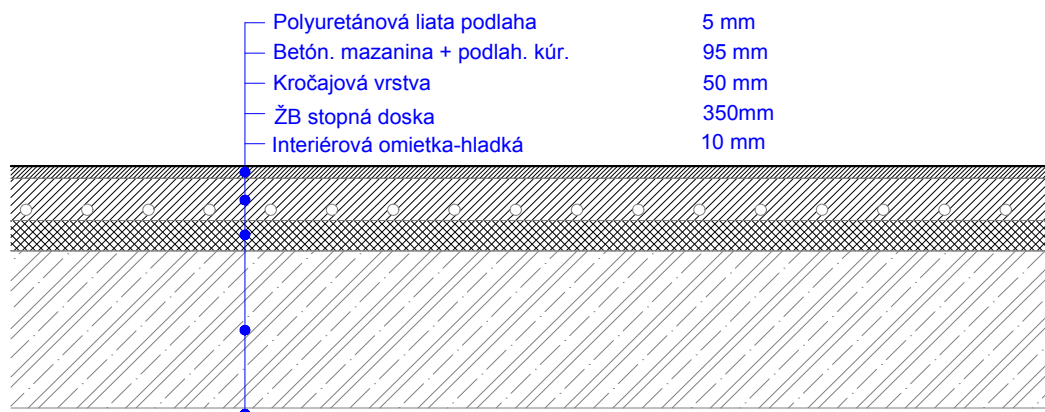 Polyuretánová liata podlaha 5 mm
Betón. mazanina + podlah. kúr. 95 mm
Kročajová vrstva 50 mm
ŽB stopná doska 350mm
Interiérová omietka-hladká 10 mm